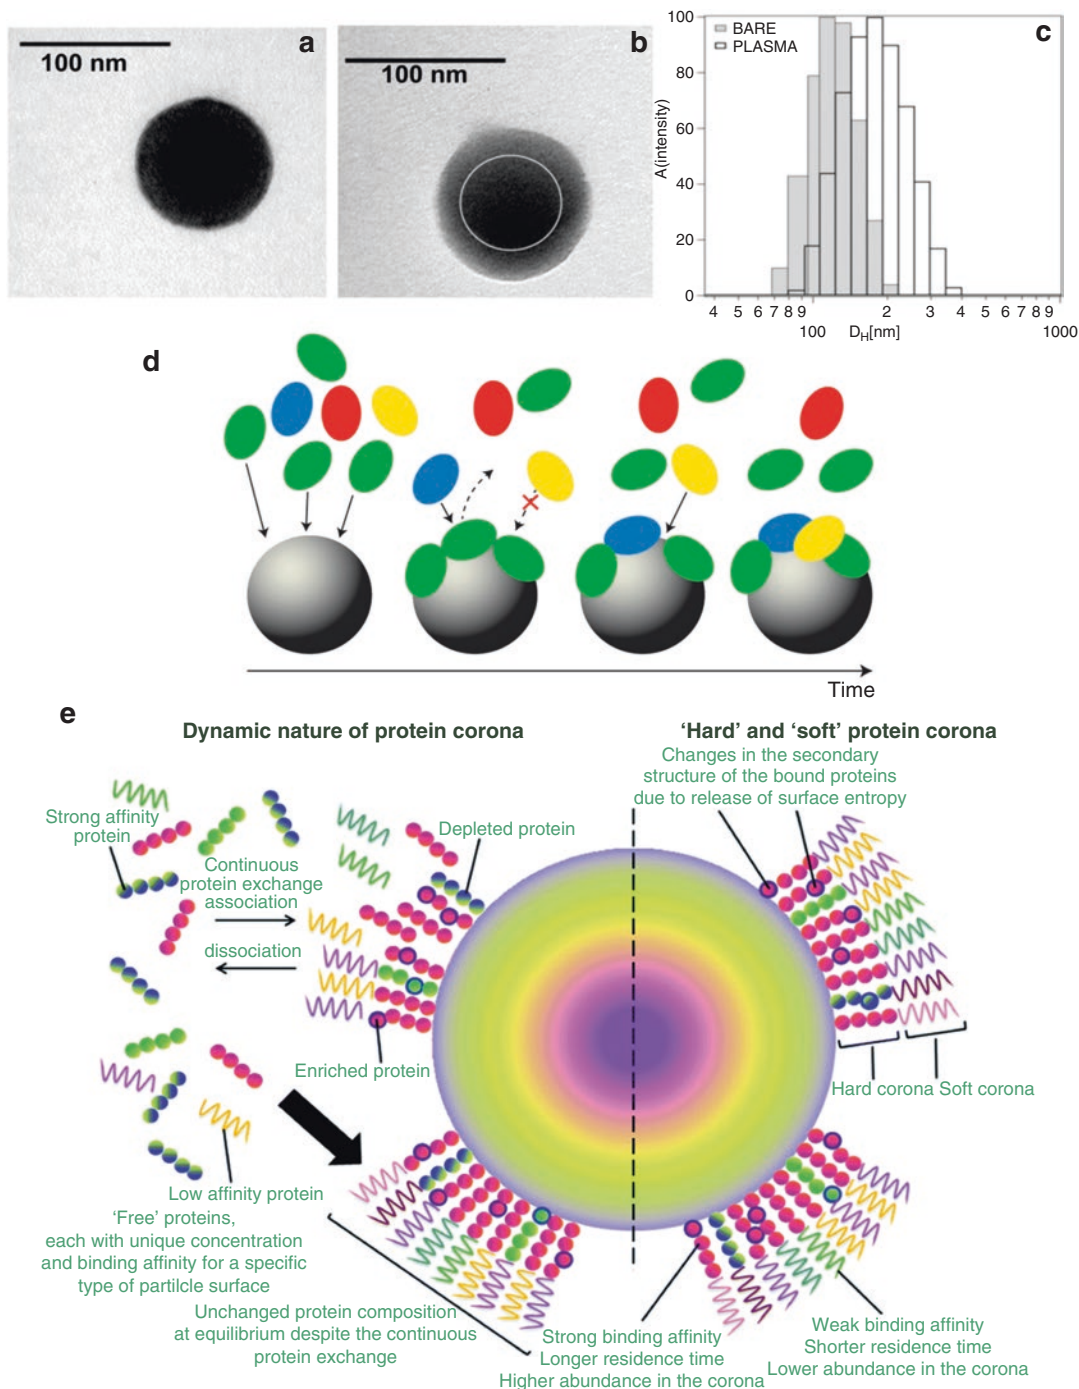 a
100 nm
b
100 nm
c
BARE
PLASMA
A(intensity)
100
80
60
40
20
0
4 5 6 7 8 9 2 3 4 5 6 7 8 9
100 D_H[nm] 1000
d
Time
e
Dynamic nature of protein corona
'Hard' and 'soft' protein corona
Changes in the secondary
structure of the bound proteins
due to release of surface entropy
Strong affinity
protein
Depleted protein
Continuous
protein exchange
association
dissociation
Enriched protein
Hard corona Soft corona
Low affinity protein
'Free' proteins,
each with unique concentration
and binding affinity for a specific
type of partilcle surface
Unchanged protein composition
at equilibrium despite the continuous
protein exchange
Strong binding affinity
Longer residence time
Higher abundance in the corona
Weak binding affinity
Shorter residence time
Lower abundance in the corona